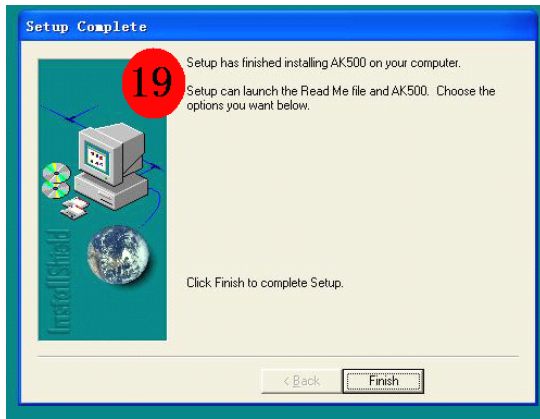 Setup Complete
19
Setup has finished installing AK500 on your computer.
Setup can launch the Read Me file and AK500. Choose the
options you want below.
InstallShield
Click Finish to complete Setup.
< Back
Finish